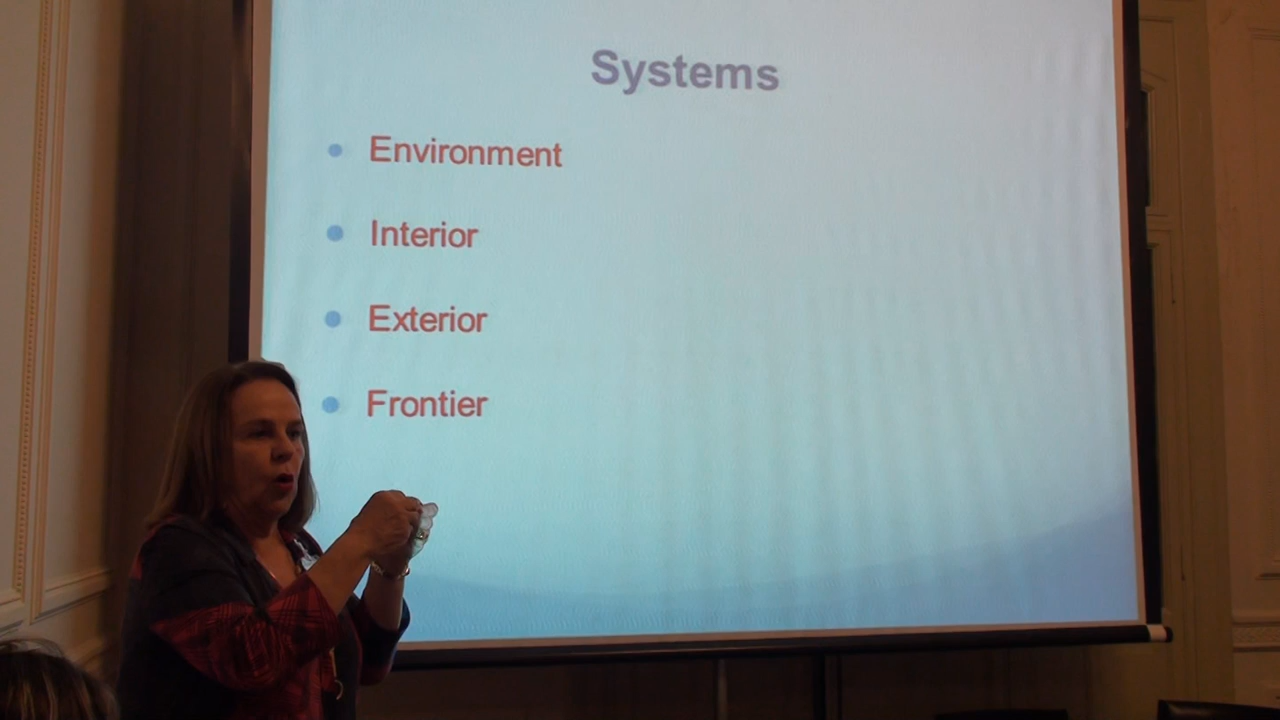 Systems
Environment
Interior
Exterior
Frontier